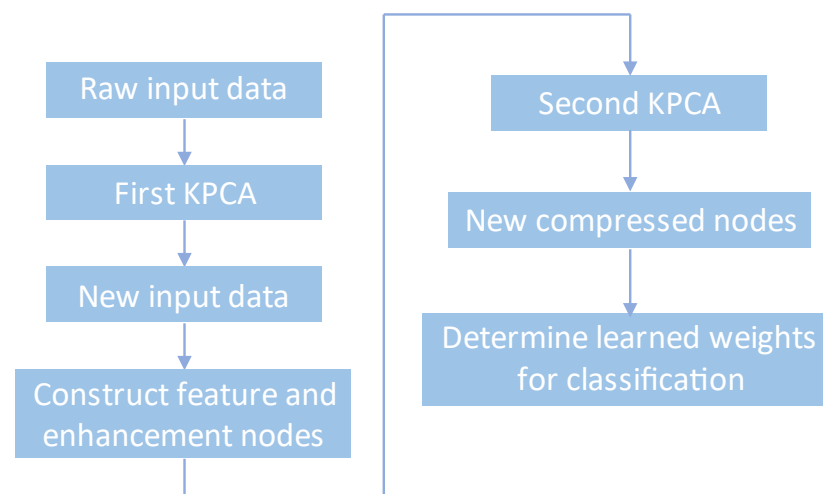 Raw input data
First KPCA
New input data
Construct feature and
enhancement nodes
Second KPCA
New compressed nodes
Determine learned weights
for classification